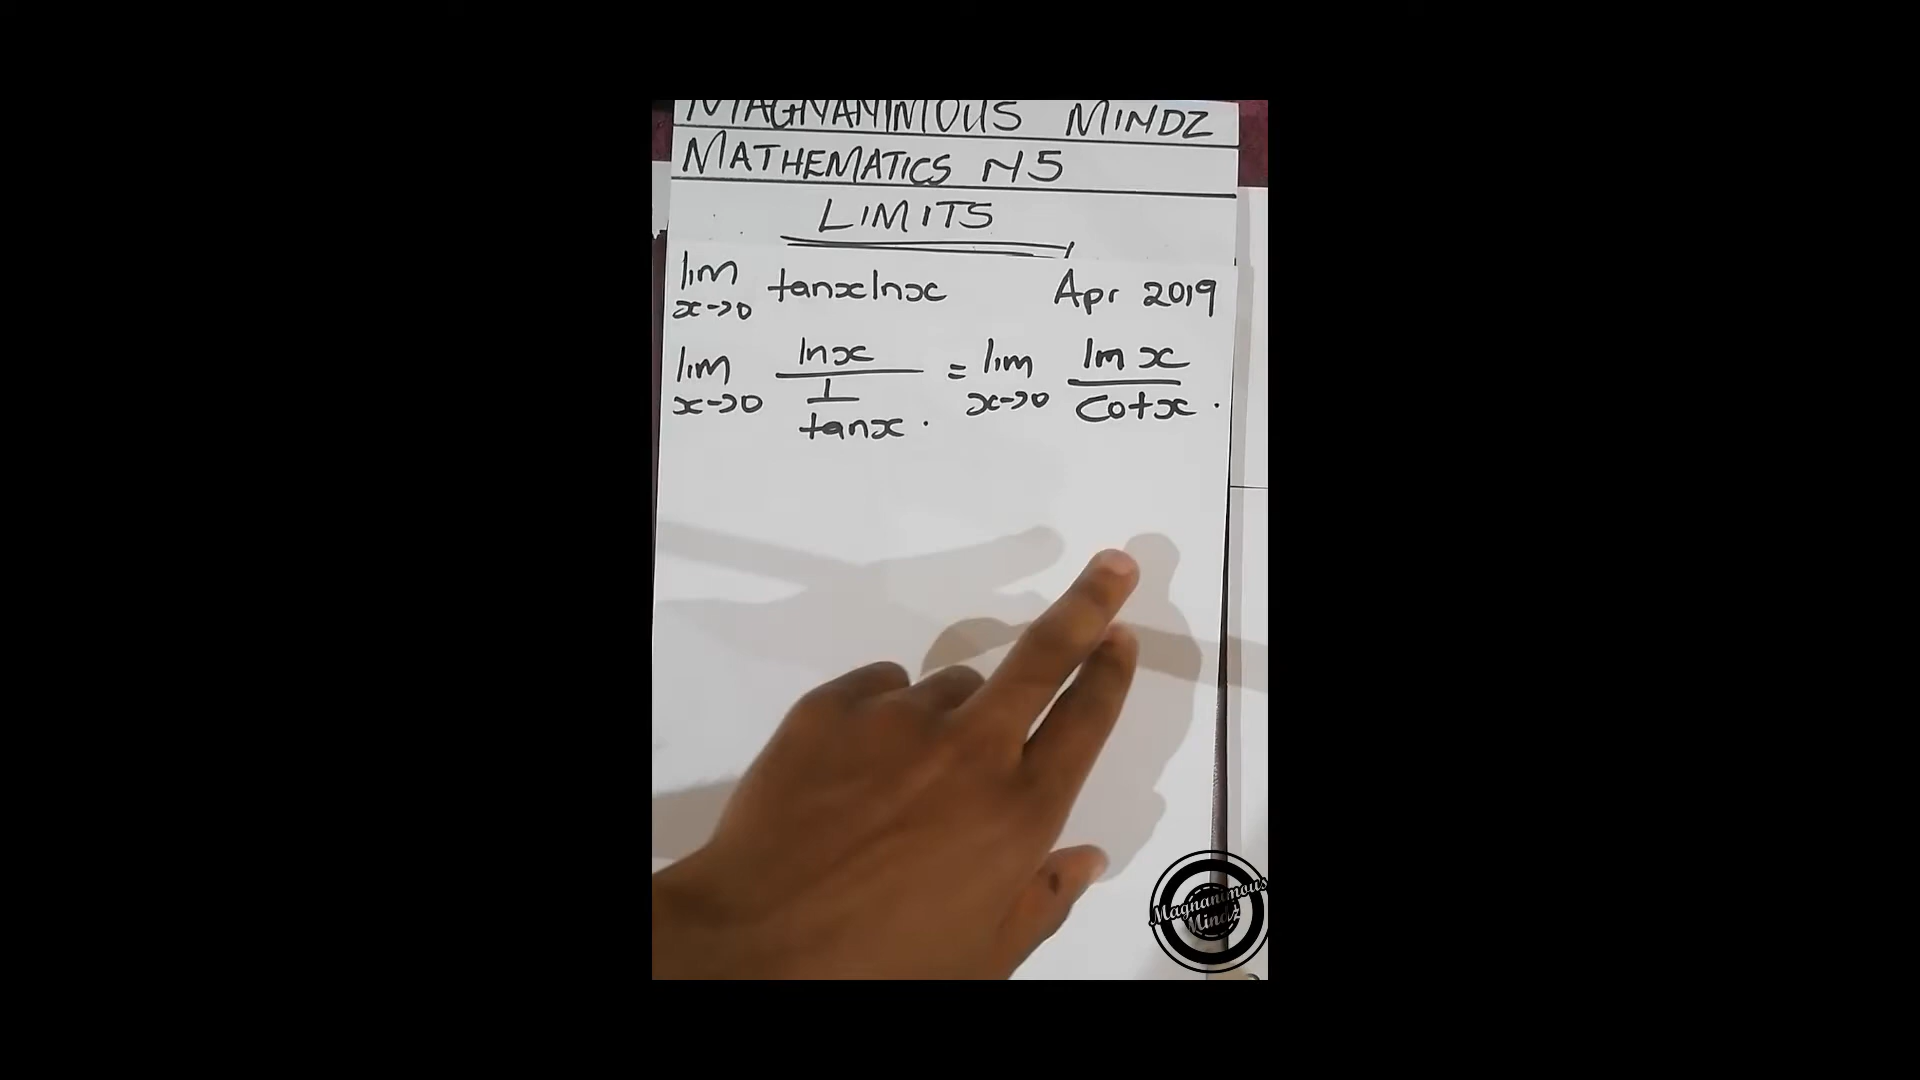 MAGNANIMOUS MINDZ
MATHEMATICS N5
LIMITS
lim x→0 tanxlnx Apr 2019
lim x→0 lnx / 1/tanx . = lim x→0 lm x / cotx .
Magnanimous
Mindz